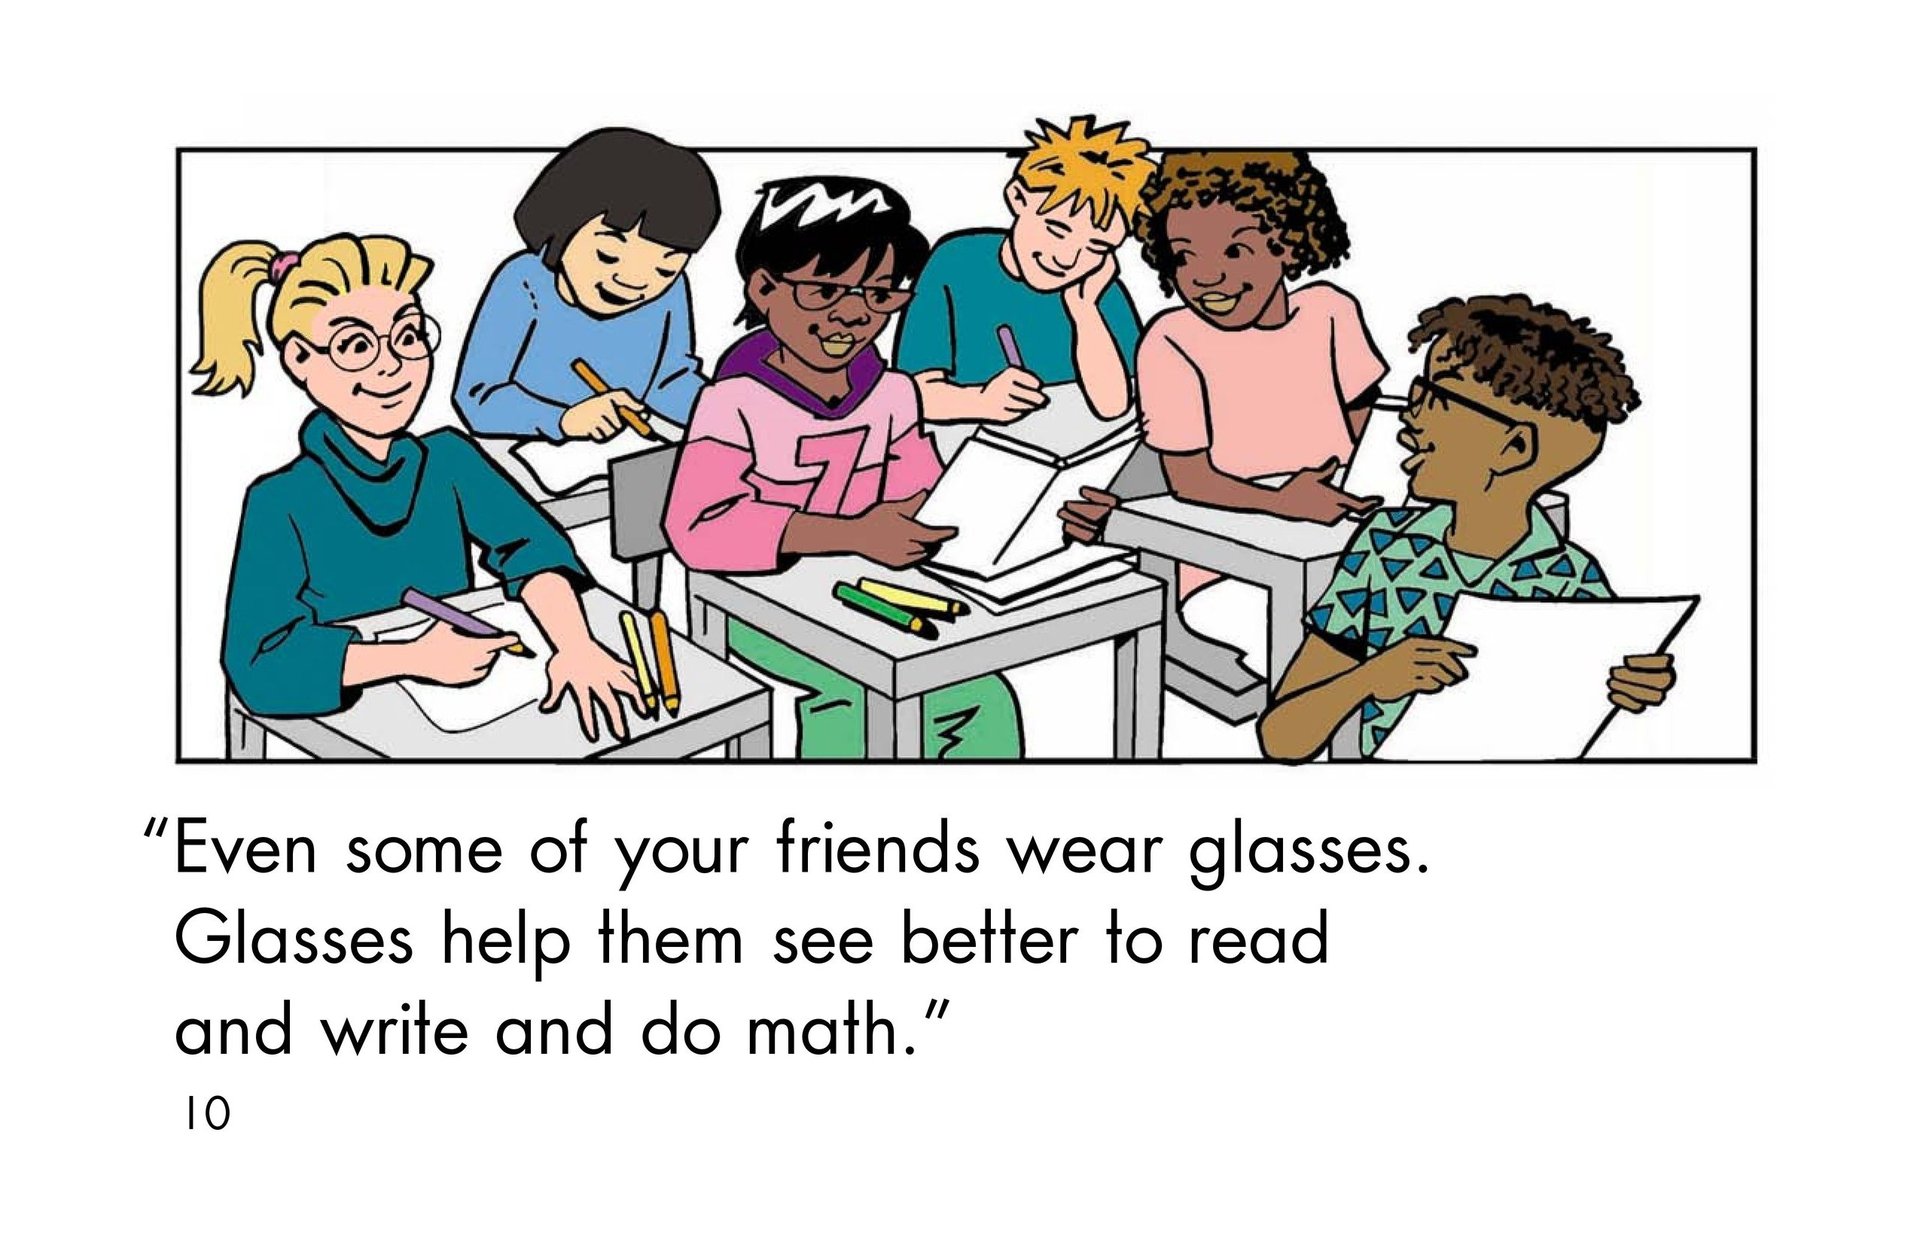 7
“Even some of your friends wear glasses.
Glasses help them see better to read
and write and do math.”
10